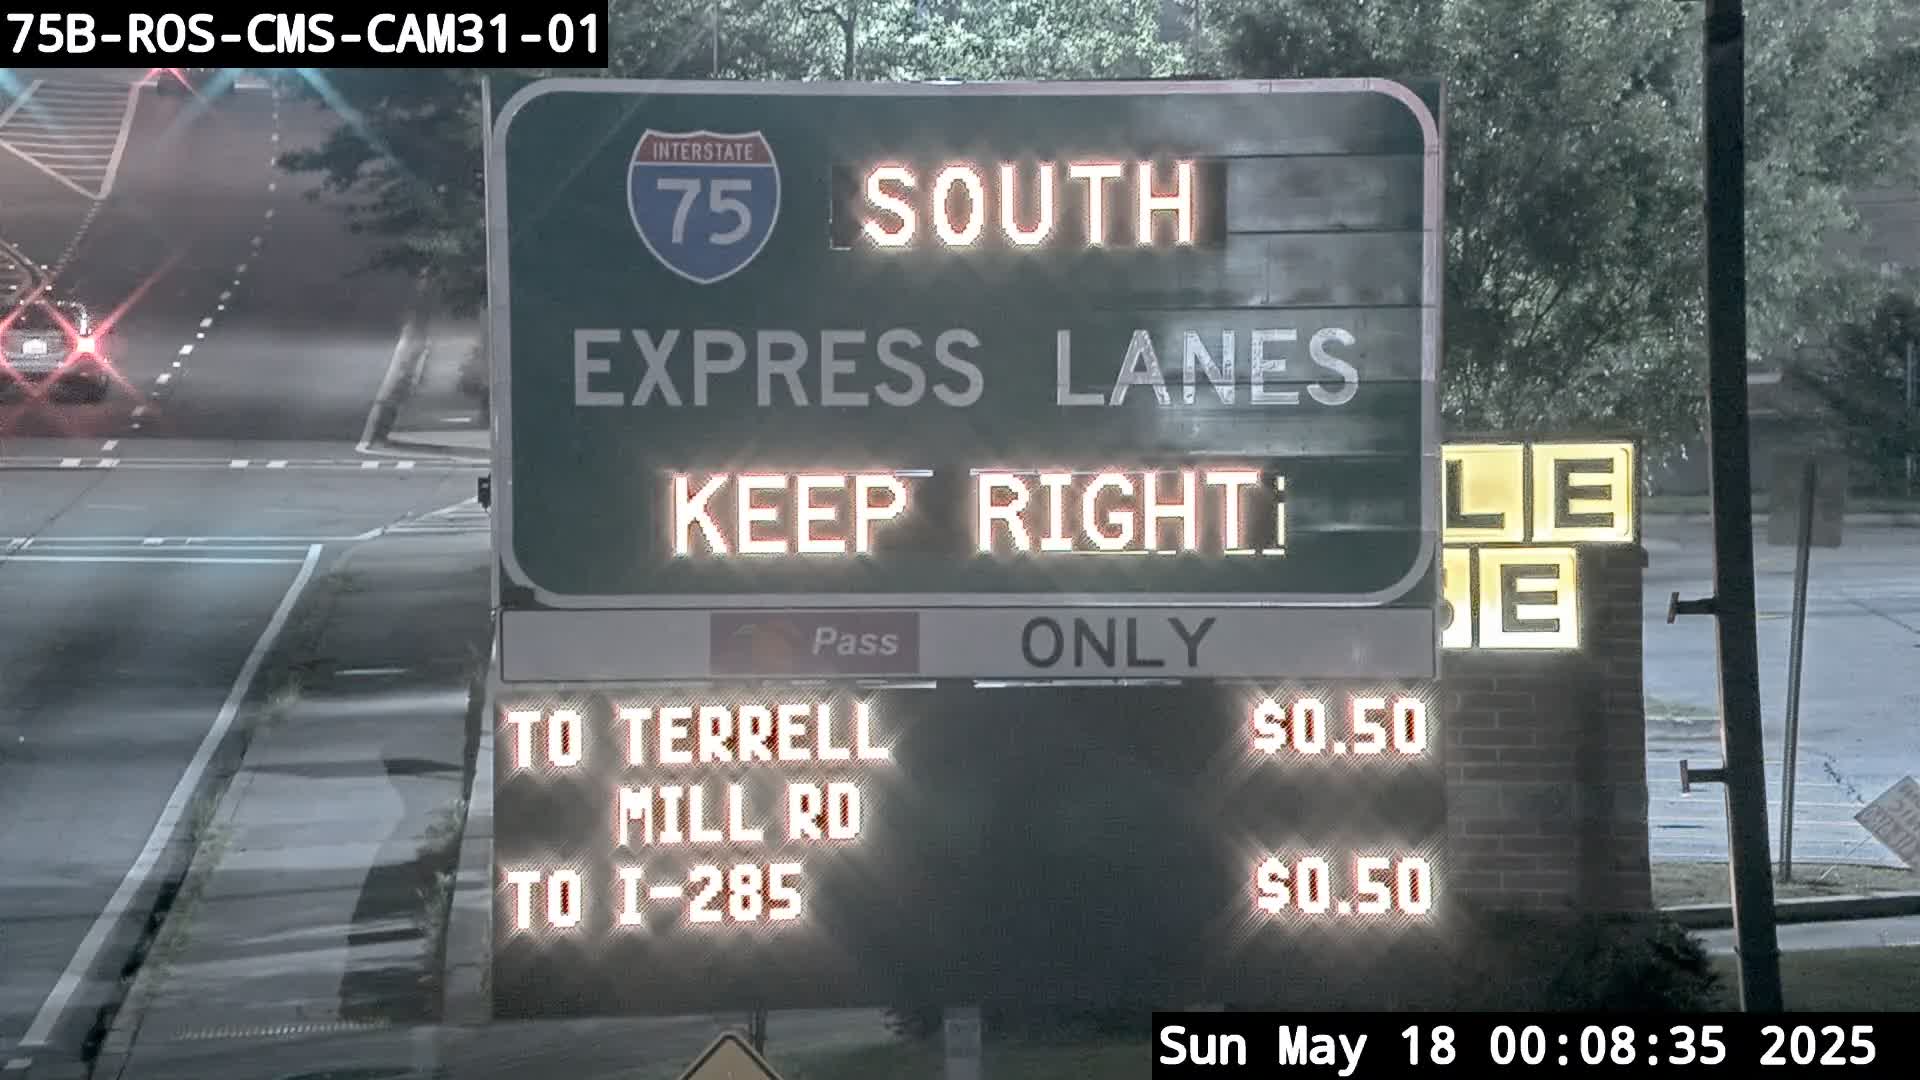 75B-ROS-CMS-CAM31-01
INTERSTATE
75
SOUTH
EXPRESS LANES
KEEP RIGHT
Pass ONLY
TO TERRELL $0.50
MILL RD
TO I-285 $0.50
LE
E
Sun May 18 00:08:35 2025